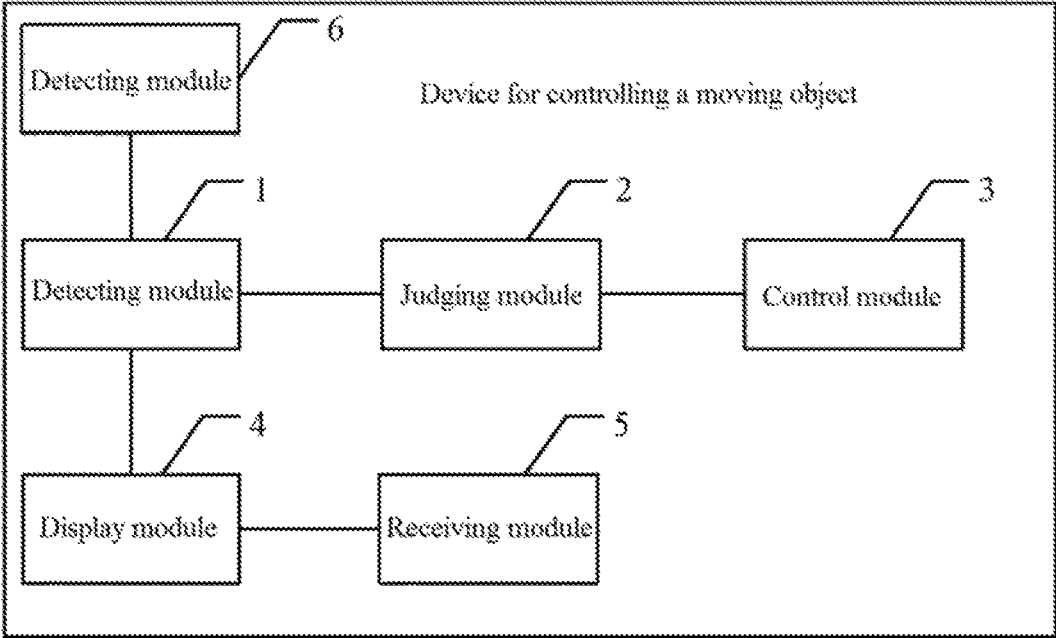 6
Detecting module
Device for controlling a moving object
1
2
3
Detecting module
Judging module
Control module
4
5
Display module
Receiving module